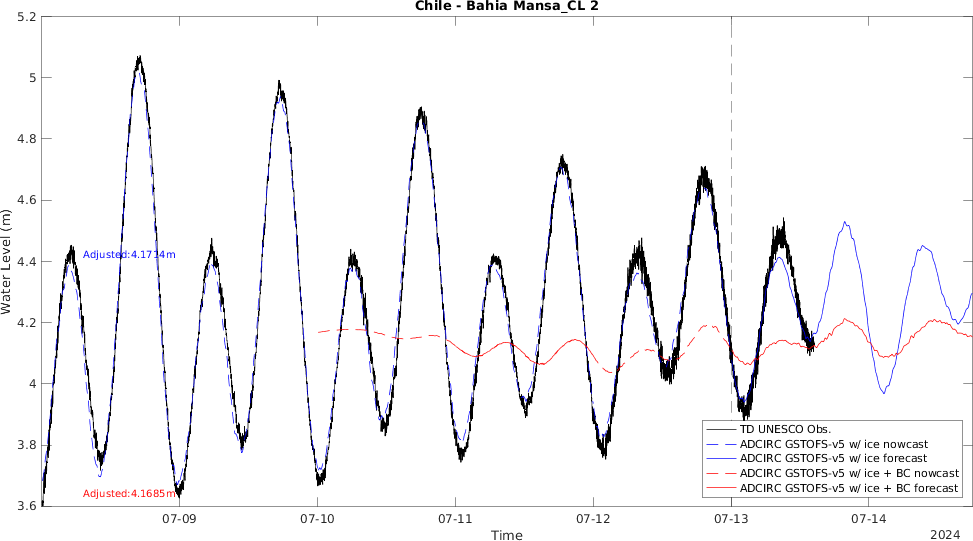 Chile - Bahia Mansa_CL 2
5.2
5
4.8
4.6
4.4
4.2
4
3.8
3.6
Water Level (m)
Adjusted:4.1714m
Adjusted:4.1685m
TD UNESCO Obs.
ADCIRC GSTOFS-v5 w/ ice nowcast
ADCIRC GSTOFS-v5 w/ ice forecast
ADCIRC GSTOFS-v5 w/ ice + BC nowcast
ADCIRC GSTOFS-v5 w/ ice + BC forecast
07-09 07-10 07-11 07-12 07-13 07-14
Time
2024